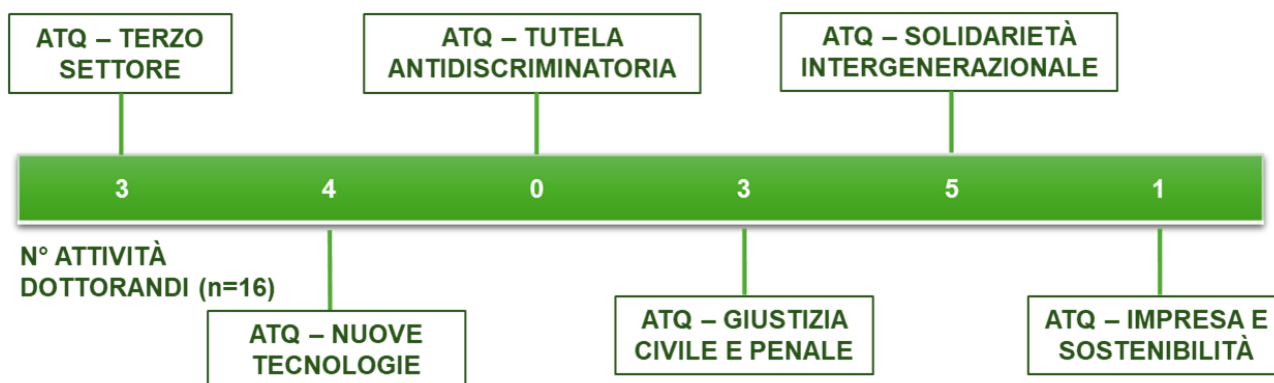 ATQ – TERZO
SETTORE
ATQ – TUTELA
ANTIDISCRIMINATORIA
ATQ – SOLIDARIETÀ
INTERGENERAZIONALE
3 4 0 3 5 1
N° ATTIVITÀ
DOTTORANDI (n=16)
ATQ – NUOVE
TECNOLOGIE
ATQ – GIUSTIZIA
CIVILE E PENALE
ATQ – IMPRESA E
SOSTENIBILITÀ